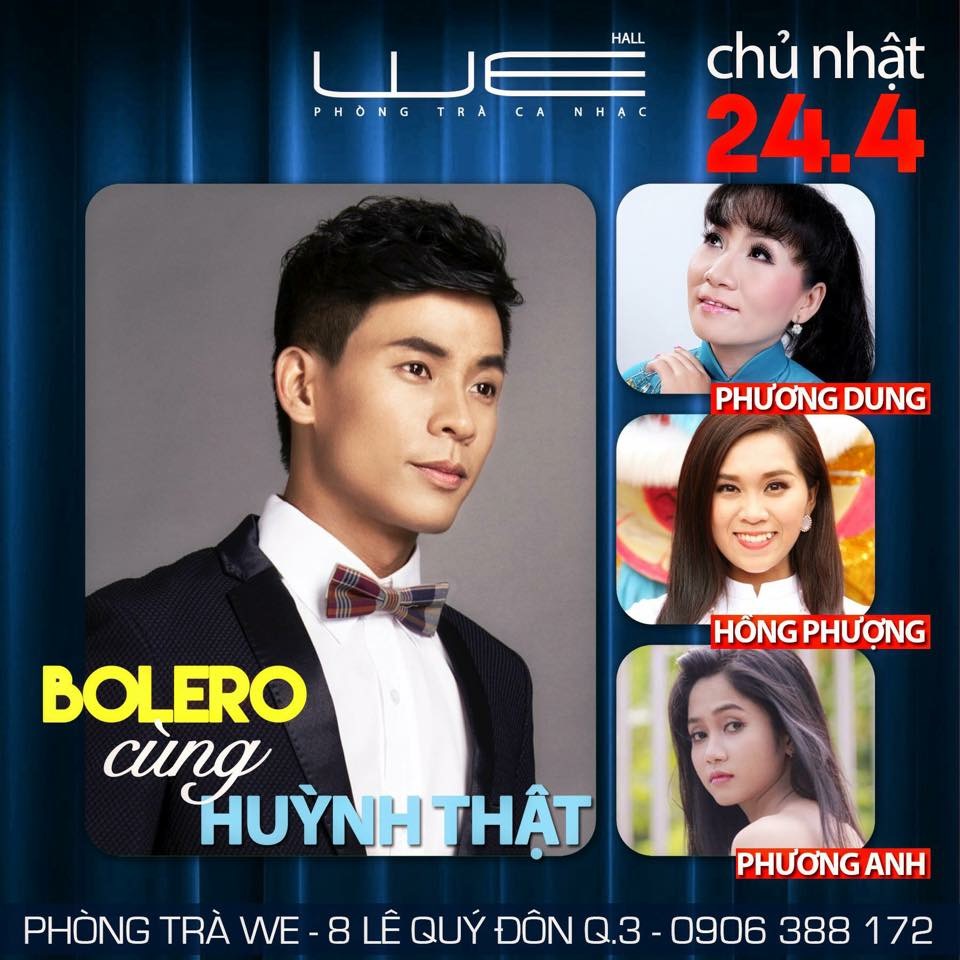 WE HALL
PHÒNG TRÀ CA NHẠC
chủ nhật
24.4
PHƯƠNG DUNG
HỒNG PHƯỢNG
PHƯƠNG ANH
BOLERO
cùng
HUỲNH THẬT
PHÒNG TRÀ WE - 8 LÊ QUÝ ĐÔN Q.3 - 0906 388 172